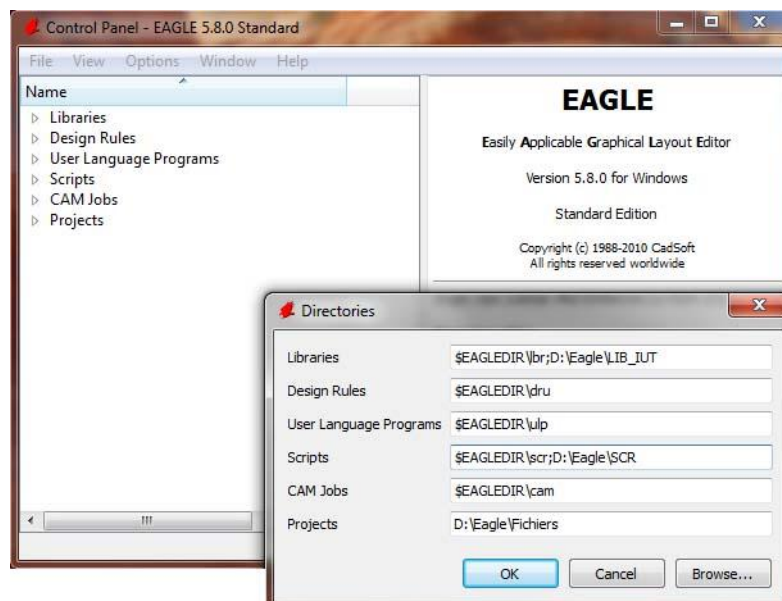 Control Panel - EAGLE 5.8.0 Standard
File View Options Window Help
Name
Libraries
Design Rules
User Language Programs
Scripts
CAM Jobs
Projects
EAGLE
Easily Applicable Graphical Layout Editor
Version 5.8.0 for Windows
Standard Edition
Copyright (c) 1988-2010 CadSoft
All rights reserved worldwide
Directories
Libraries $EAGLEDIR\lbr;D:\Eagle\LIB_IUT
Design Rules $EAGLEDIR\dru
User Language Programs $EAGLEDIR\ulp
Scripts $EAGLEDIR\scr;D:\Eagle\SCR
CAM Jobs $EAGLEDIR\cam
Projects D:\Eagle\Fichiers
OK Cancel Browse...